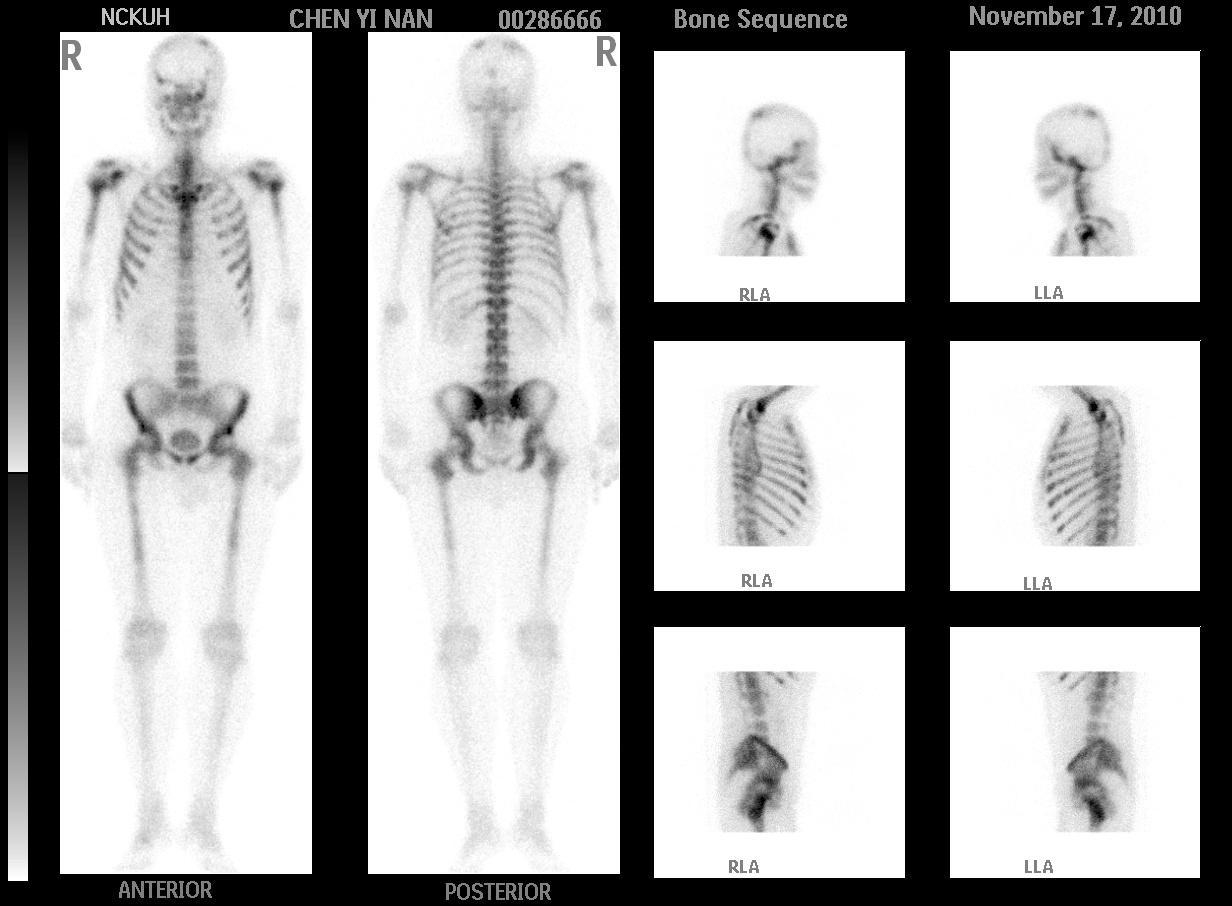 NCKUH CHEN YI NAN 00286666 Bone Sequence November 17, 2010
R R
RLA LLA
RLA LLA
RLA LLA
ANTERIOR POSTERIOR